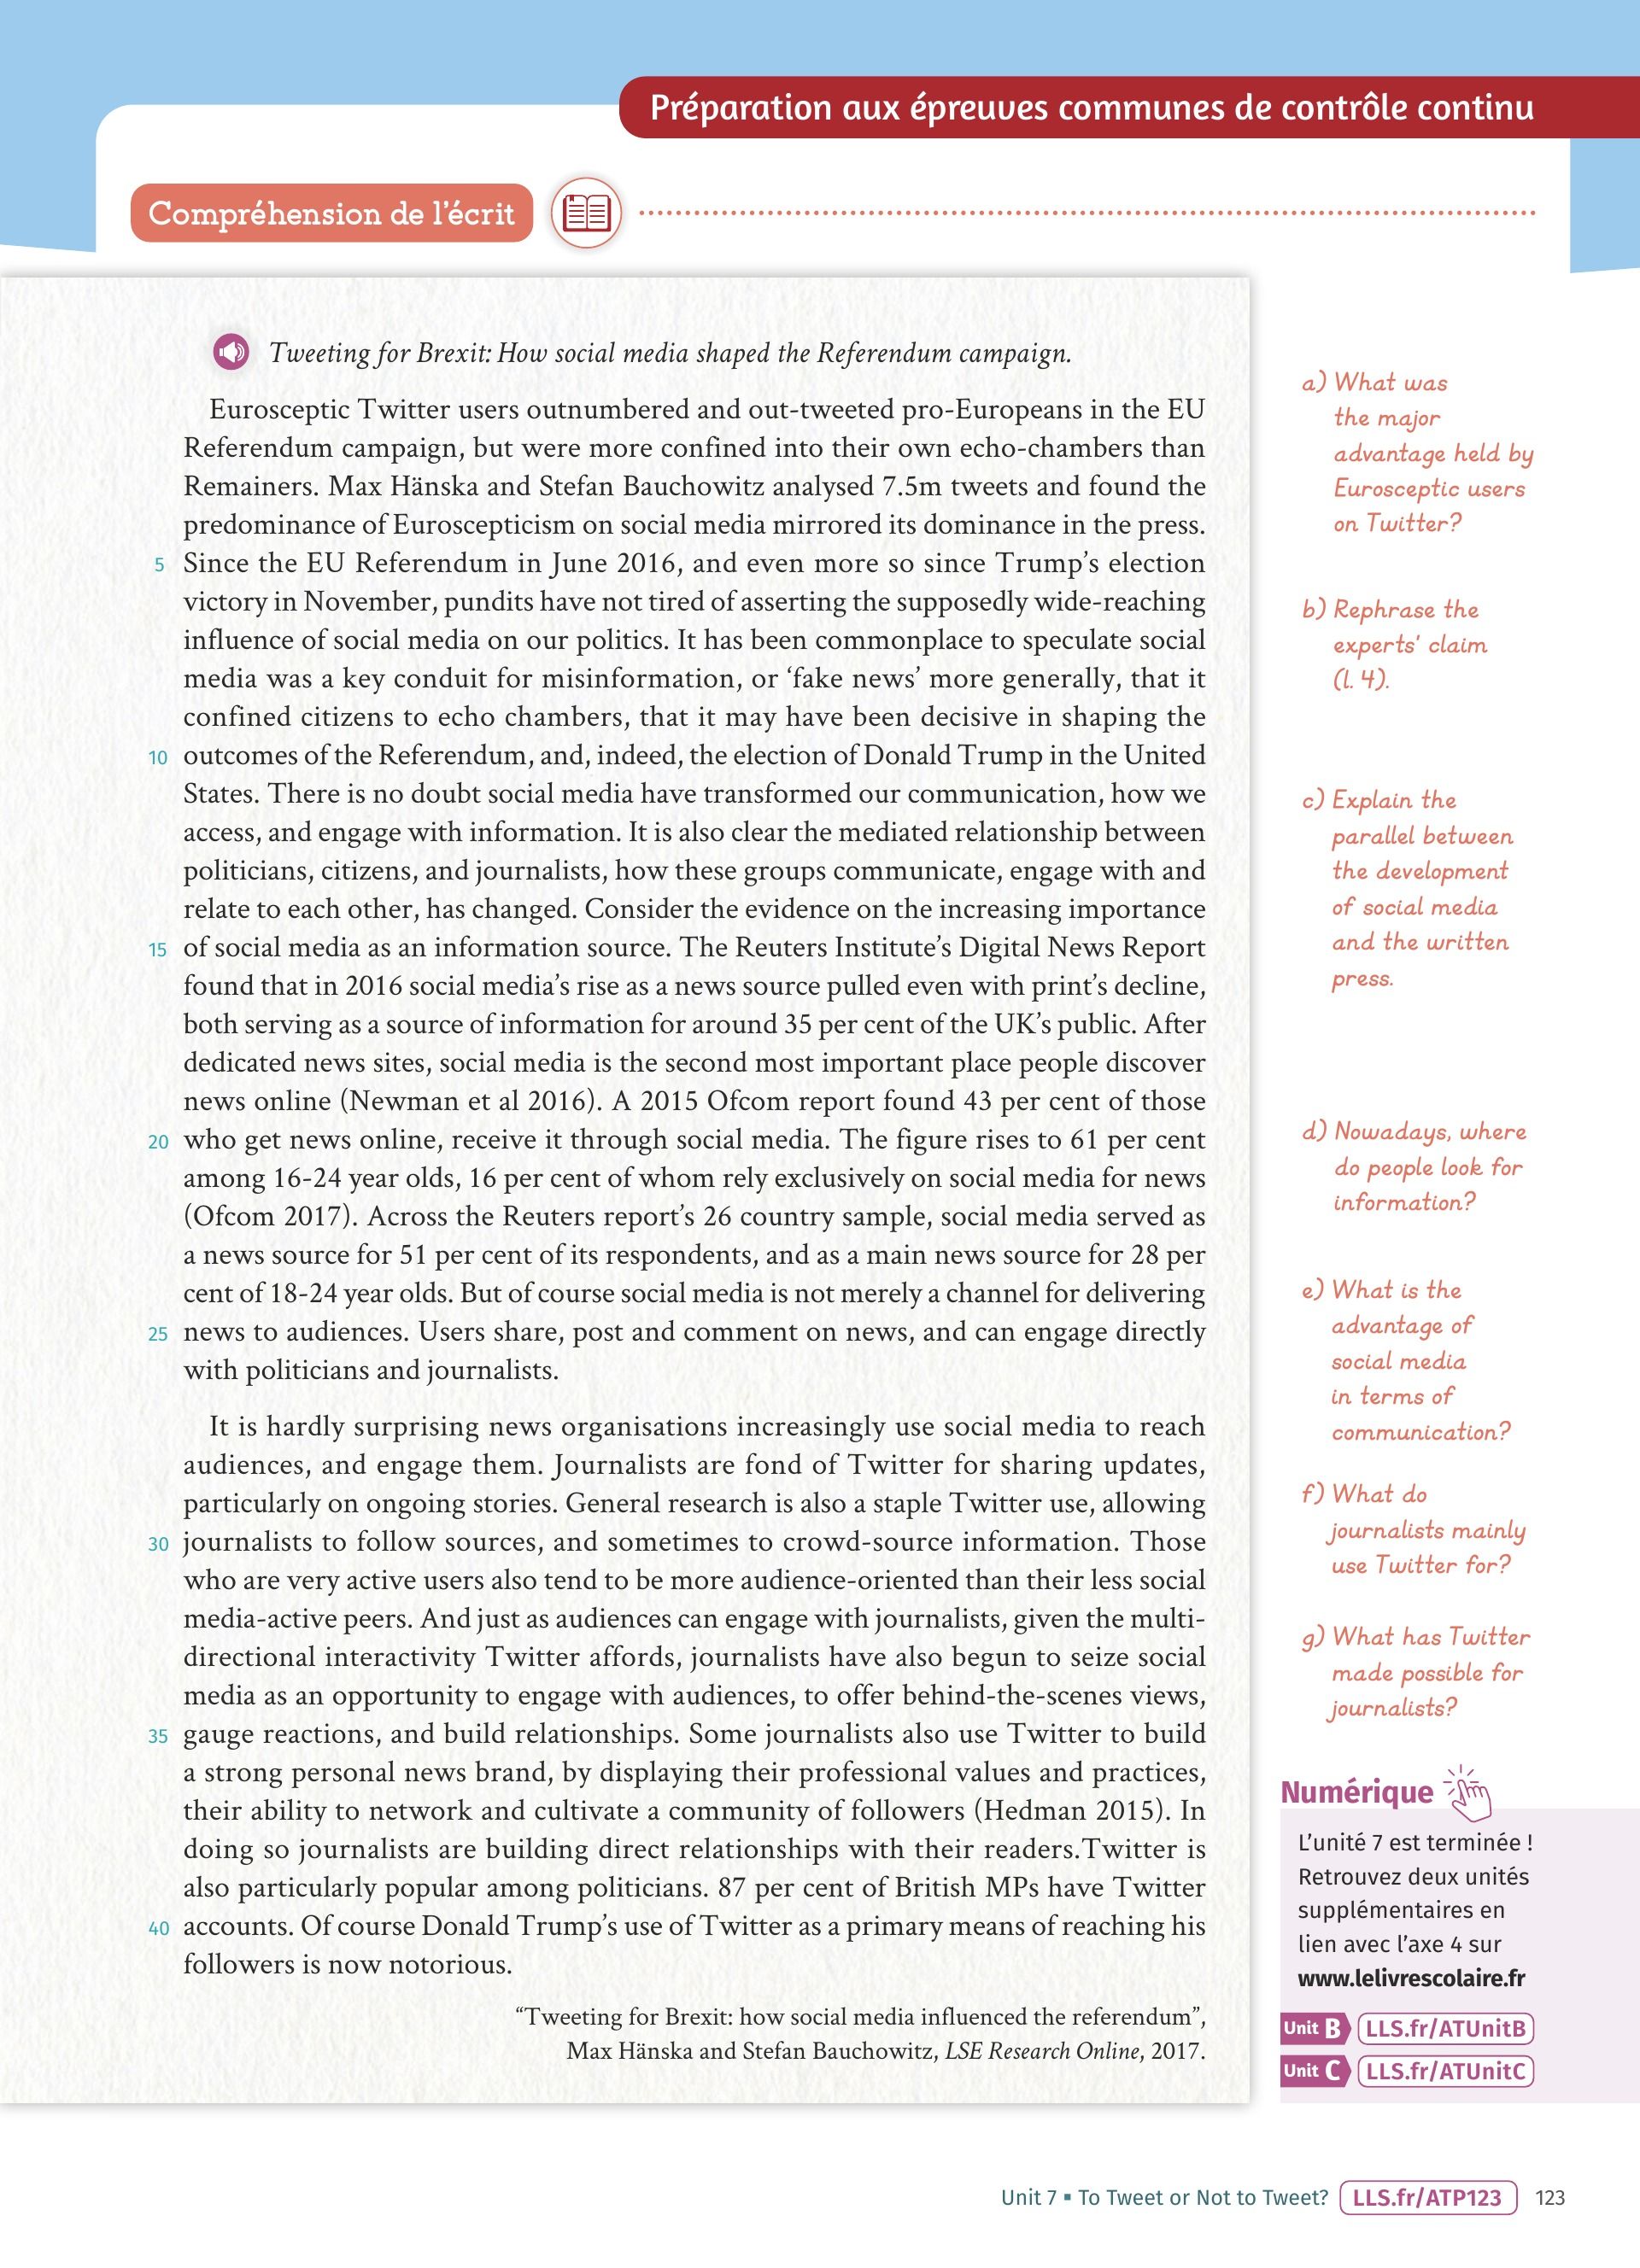 Préparation aux épreuves communes de contrôle continu
Compréhension de l'écrit
Tweeting for Brexit: How social media shaped the Referendum campaign.
Eurosceptic Twitter users outnumbered and out-tweeted pro-Europeans in the EU
Referendum campaign, but were more confined into their own echo-chambers than
Remainers. Max Hänska and Stefan Bauchowitz analysed 7.5m tweets and found the
predominance of Euroscepticism on social media mirrored its dominance in the press.
5 Since the EU Referendum in June 2016, and even more so since Trump's election
victory in November, pundits have not tired of asserting the supposedly wide-reaching
influence of social media on our politics. It has been commonplace to speculate social
media was a key conduit for misinformation, or 'fake news' more generally, that it
confined citizens to echo chambers, that it may have been decisive in shaping the
10 outcomes of the Referendum, and, indeed, the election of Donald Trump in the United
States. There is no doubt social media have transformed our communication, how we
access, and engage with information. It is also clear the mediated relationship between
politicians, citizens, and journalists, how these groups communicate, engage with and
relate to each other, has changed. Consider the evidence on the increasing importance
15 of social media as an information source. The Reuters Institute's Digital News Report
found that in 2016 social media's rise as a news source pulled even with print's decline,
both serving as a source of information for around 35 per cent of the UK's public. After
dedicated news sites, social media is the second most important place people discover
news online (Newman et al 2016). A 2015 Ofcom report found 43 per cent of those
20 who get news online, receive it through social media. The figure rises to 61 per cent
among 16-24 year olds, 16 per cent of whom rely exclusively on social media for news
(Ofcom 2017). Across the Reuters report's 26 country sample, social media served as
a news source for 51 per cent of its respondents, and as a main news source for 28 per
cent of 18-24 year olds. But of course social media is not merely a channel for delivering
25 news to audiences. Users share, post and comment on news, and can engage directly
with politicians and journalists.
It is hardly surprising news organisations increasingly use social media to reach
audiences, and engage them. Journalists are fond of Twitter for sharing updates,
particularly on ongoing stories. General research is also a staple Twitter use, allowing
30 journalists to follow sources, and sometimes to crowd-source information. Those
who are very active users also tend to be more audience-oriented than their less social
media-active peers. And just as audiences can engage with journalists, given the multi-
directional interactivity Twitter affords, journalists have also begun to seize social
media as an opportunity to engage with audiences, to offer behind-the-scenes views,
35 gauge reactions, and build relationships. Some journalists also use Twitter to build
a strong personal news brand, by displaying their professional values and practices,
their ability to network and cultivate a community of followers (Hedman 2015). In
doing so journalists are building direct relationships with their readers.Twitter is
also particularly popular among politicians. 87 per cent of British MPs have Twitter
40 accounts. Of course Donald Trump's use of Twitter as a primary means of reaching his
followers is now notorious.
“Tweeting for Brexit: how social media influenced the referendum”,
Max Hänska and Stefan Bauchowitz, LSE Research Online, 2017.
a) What was
the major
advantage held by
Eurosceptic users
on Twitter?
b) Rephrase the
experts' claim
(l. 4).
c) Explain the
parallel between
the development
of social media
and the written
press.
d) Nowadays, where
do people look for
information?
e) What is the
advantage of
social media
in terms of
communication?
f) What do
journalists mainly
use Twitter for?
g) What has Twitter
made possible for
journalists?
Numérique
L'unité 7 est terminée !
Retrouvez deux unités
supplémentaires en
lien avec l'axe 4 sur
www.lelivrescolaire.fr
Unit B LLS.fr/ATUnitB
Unit C LLS.fr/ATUnitC
Unit 7 ▪ To Tweet or Not to Tweet? LLS.fr/ATP123 123